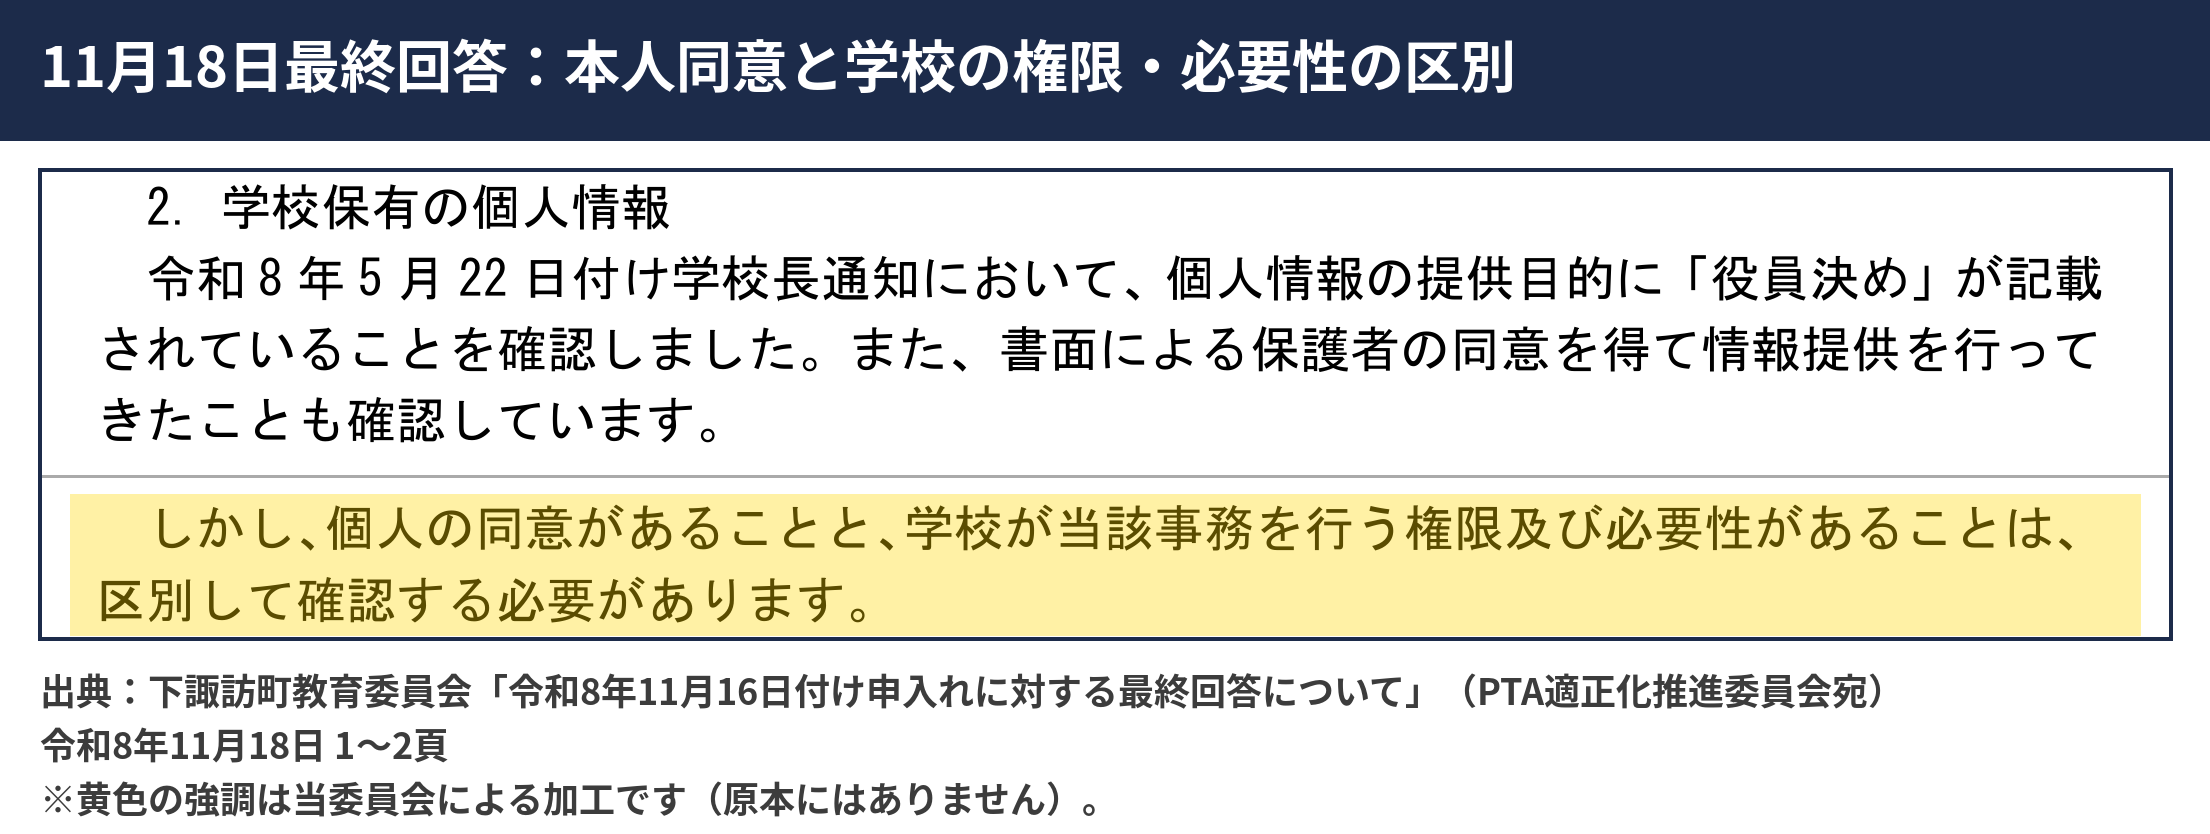 11月18日最終回答：本人同意と学校の権限・必要性の区別
2. 学校保有の個人情報
令和8年5月22日付け学校長通知において、個人情報の提供目的に「役員決め」が記載
されていることを確認しました。また、書面による保護者の同意を得て情報提供を行って
きたことも確認しています。
しかし、個人の同意があることと、学校が当該事務を行う権限及び必要性があることは、
区別して確認する必要があります。
出典：下諏訪町教育委員会「令和8年11月16日付け申入れに対する最終回答について」（PTA適正化推進委員会宛）
令和8年11月18日 1〜2頁
※黄色の強調は当委員会による加工です（原本にはありません）。